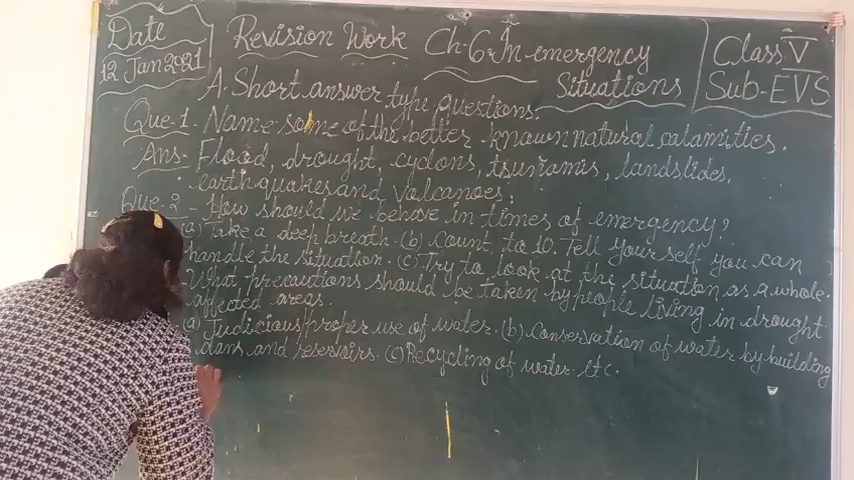 Date
12 Jan 2021
Revision Work Ch-6. In emergency
Situations
Class V
Sub-EVS
A. Short answer type questions.
Que-1. Name some of the better known natural calamities.
Ans- Flood, drought, cyclons, tsunamis, landslides,
earthquakes and Valcanoes.
Que-2 - How should we behave in times of emergency?
(a) Take a deep breath. (b) Count to 10. Tell your self you can
handle the situation. (c) Try to look at the situation as a whole.
What precautions should be taken by people living in drought
affected areas.
(a) Judicious/proper use of water. (b) Conservation of water by building
dams and reservoirs. (c) Recycling of water. etc.